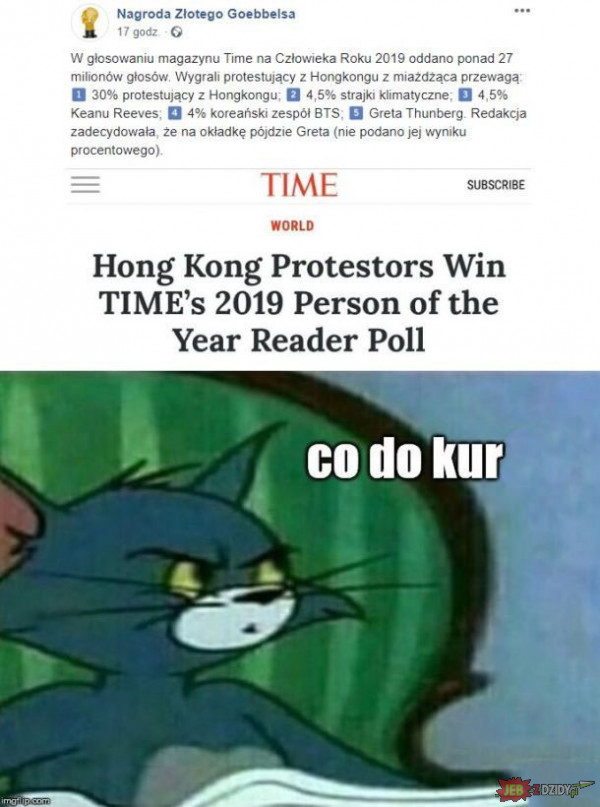 Nagroda Złotego Goebbelsa
17 godz. ·
W głosowaniu magazynu Time na Człowieka Roku 2019 oddano ponad 27
milionów głosów. Wygrali protestujący z Hongkongu z miażdżąca przewagą:
1 30% protestujący z Hongkongu; 2 4,5% strajki klimatyczne; 3 4,5%
Keanu Reeves; 4 4% koreański zespół BTS; 5 Greta Thunberg. Redakcja
zadecydowała, że na okładkę pójdzie Greta (nie podano jej wyniku
procentowego).
TIME
SUBSCRIBE
WORLD
Hong Kong Protestors Win
TIME's 2019 Person of the
Year Reader Poll
co do kur
imgflip.com
JEB Z DZIDY.pl